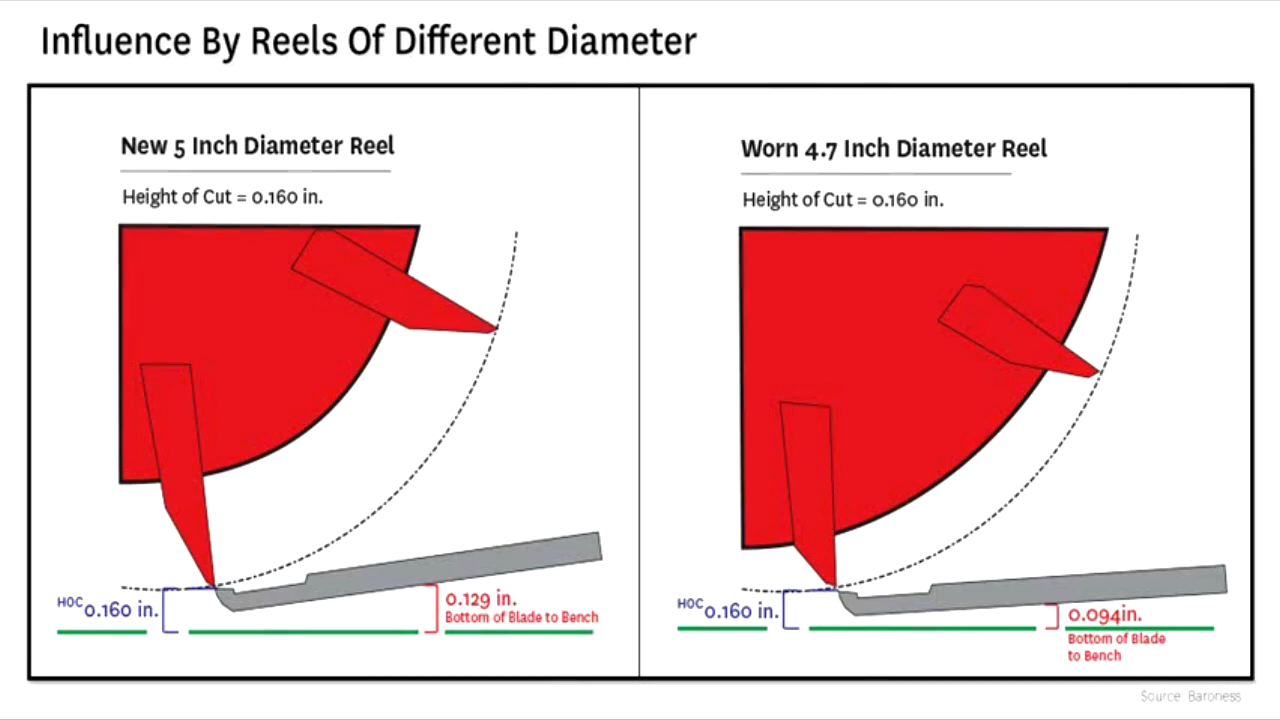 Influence By Reels Of Different Diameter
New 5 Inch Diameter Reel
Height of Cut = 0.160 in.
HOC 0.160 in.
0.129 in.
Bottom of Blade to Bench
Worn 4.7 Inch Diameter Reel
Height of Cut = 0.160 in.
HOC 0.160 in.
0.094in.
Bottom of Blade
to Bench
Source Baroness